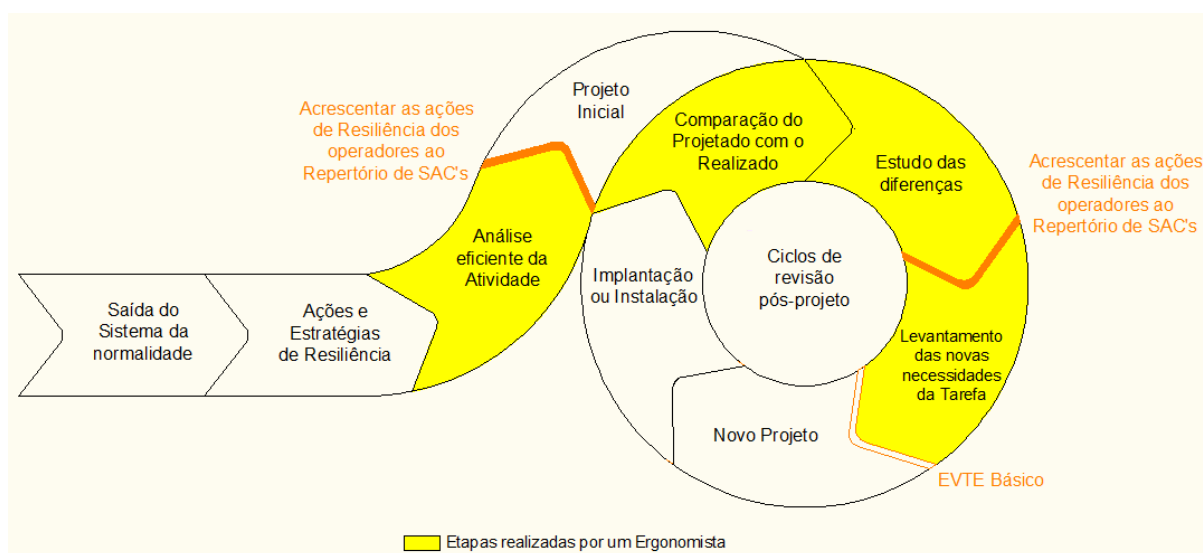 Saída do
Sistema da
normalidade
Ações e
Estratégias
de Resiliência
Análise
eficiente da
Atividade
Acrescentar as ações
de Resiliência dos
operadores ao
Repertório de SAC's
Projeto
Inicial
Comparação do
Projetado com o
Realizado
Estudo das
diferenças
Acrescentar as ações
de Resiliência dos
operadores ao
Repertório de SAC's
Levantamento
das novas
necessidades
da Tarefa
EVTE Básico
Novo Projeto
Implantação
ou Instalação
Ciclos de
revisão
pós-projeto
Etapas realizadas por um Ergonomista